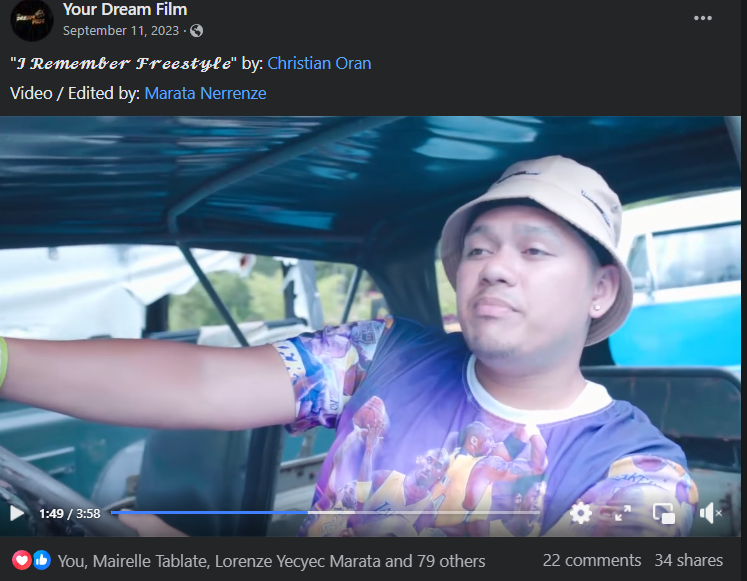 Your Dream Film
September 11, 2023 ·
"𝓘 𝓡𝓮𝓶𝓮𝓶𝓫𝓮𝓻 𝓕𝓻𝓮𝓮𝓼𝓽𝔂𝓵𝓮" by: Christian Oran
Video / Edited by: Marata Nerrenze
1:49 / 3:58
You, Mairelle Tablate, Lorenze Yecyec Marata and 79 others 22 comments 34 shares